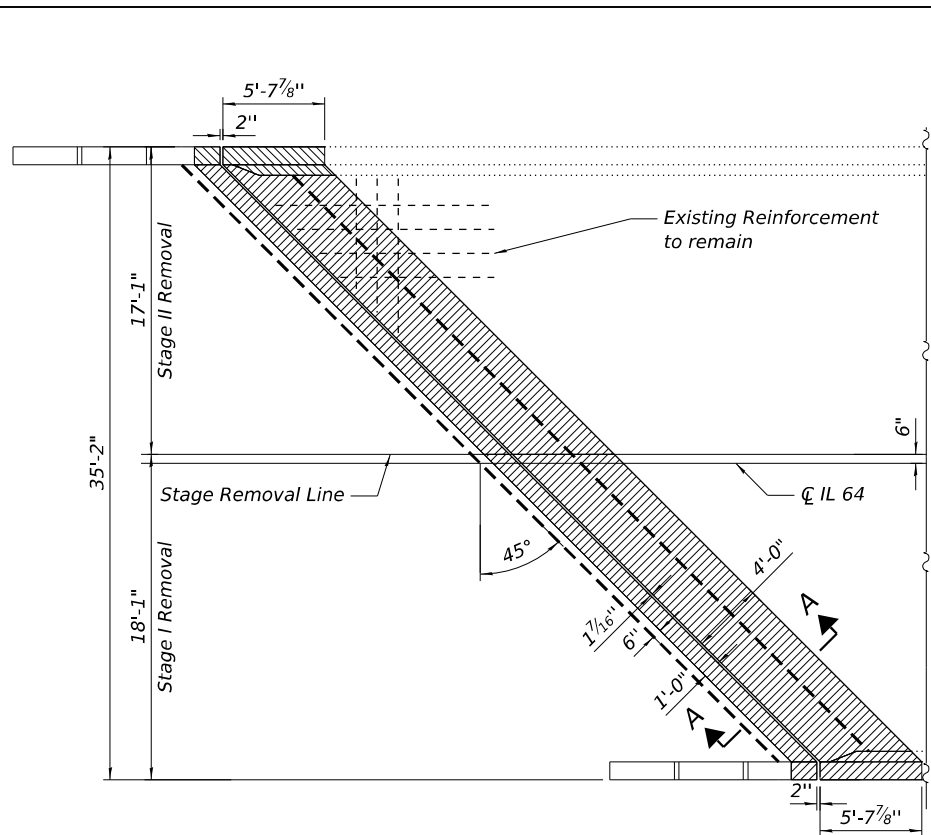 5'-7⅞"
2"
Existing Reinforcement
to remain
17'-1"
Stage II Removal
6"
35'-2"
Stage Removal Line
℄ IL 64
45°
4'-0"
18'-1"
Stage I Removal
1 7/16"
6"
A
1'-0"
A
2"
5'-7⅞"